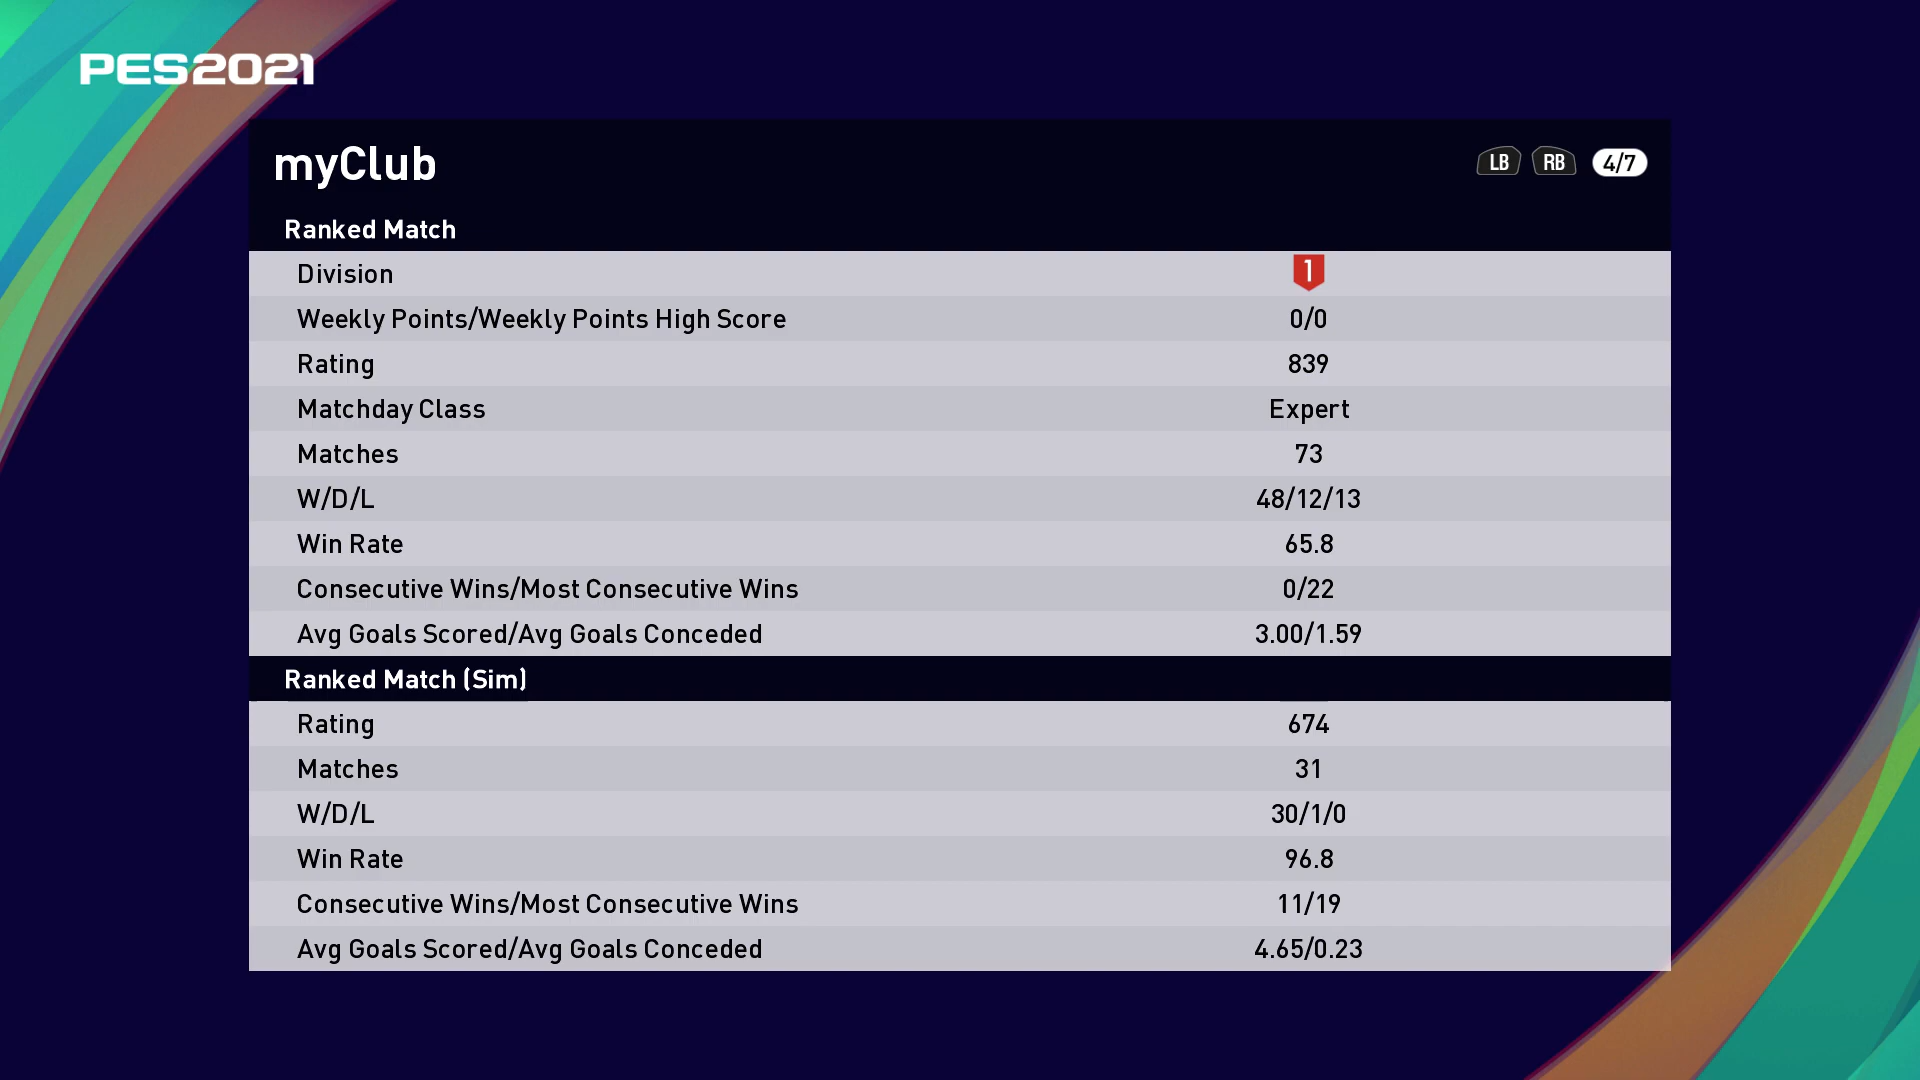 PES2021
myClub LB RB 4/7
Ranked Match
Division 1
Weekly Points/Weekly Points High Score 0/0
Rating 839
Matchday Class Expert
Matches 73
W/D/L 48/12/13
Win Rate 65.8
Consecutive Wins/Most Consecutive Wins 0/22
Avg Goals Scored/Avg Goals Conceded 3.00/1.59
Ranked Match (Sim)
Rating 674
Matches 31
W/D/L 30/1/0
Win Rate 96.8
Consecutive Wins/Most Consecutive Wins 11/19
Avg Goals Scored/Avg Goals Conceded 4.65/0.23